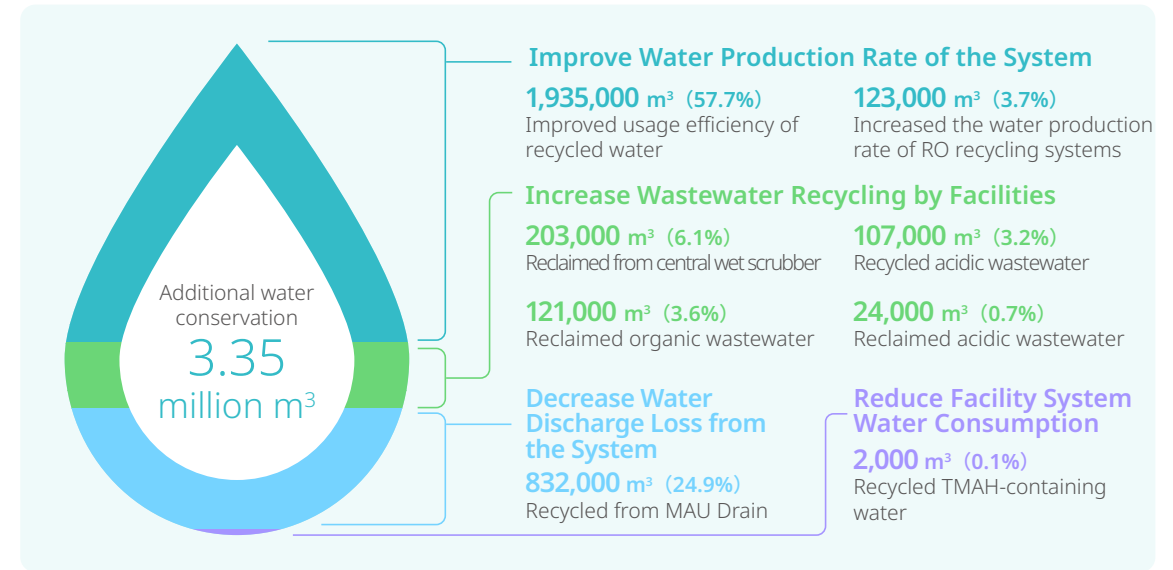 Additional water
conservation
3.35
million m³
Improve Water Production Rate of the System
1,935,000 m³（57.7%）
Improved usage efficiency of
recycled water
123,000 m³（3.7%）
Increased the water production
rate of RO recycling systems
Increase Wastewater Recycling by Facilities
203,000 m³（6.1%）
Reclaimed from central wet scrubber
107,000 m³（3.2%）
Recycled acidic wastewater
121,000 m³（3.6%）
Reclaimed organic wastewater
24,000 m³（0.7%）
Reclaimed acidic wastewater
Decrease Water
Discharge Loss from
the System
832,000 m³（24.9%）
Recycled from MAU Drain
Reduce Facility System
Water Consumption
2,000 m³（0.1%）
Recycled TMAH-containing
water